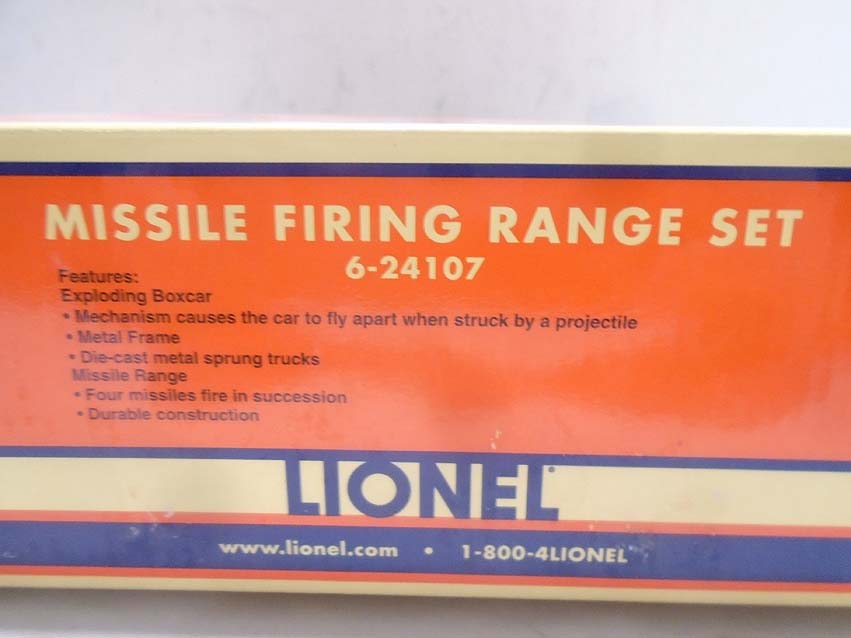 MISSILE FIRING RANGE SET
6-24107
Features:
Exploding Boxcar
• Mechanism causes the car to fly apart when struck by a projectile
• Metal Frame
• Die-cast metal sprung trucks
Missile Range
• Four missiles fire in succession
• Durable construction
LIONEL
www.lionel.com • 1-800-4LIONEL